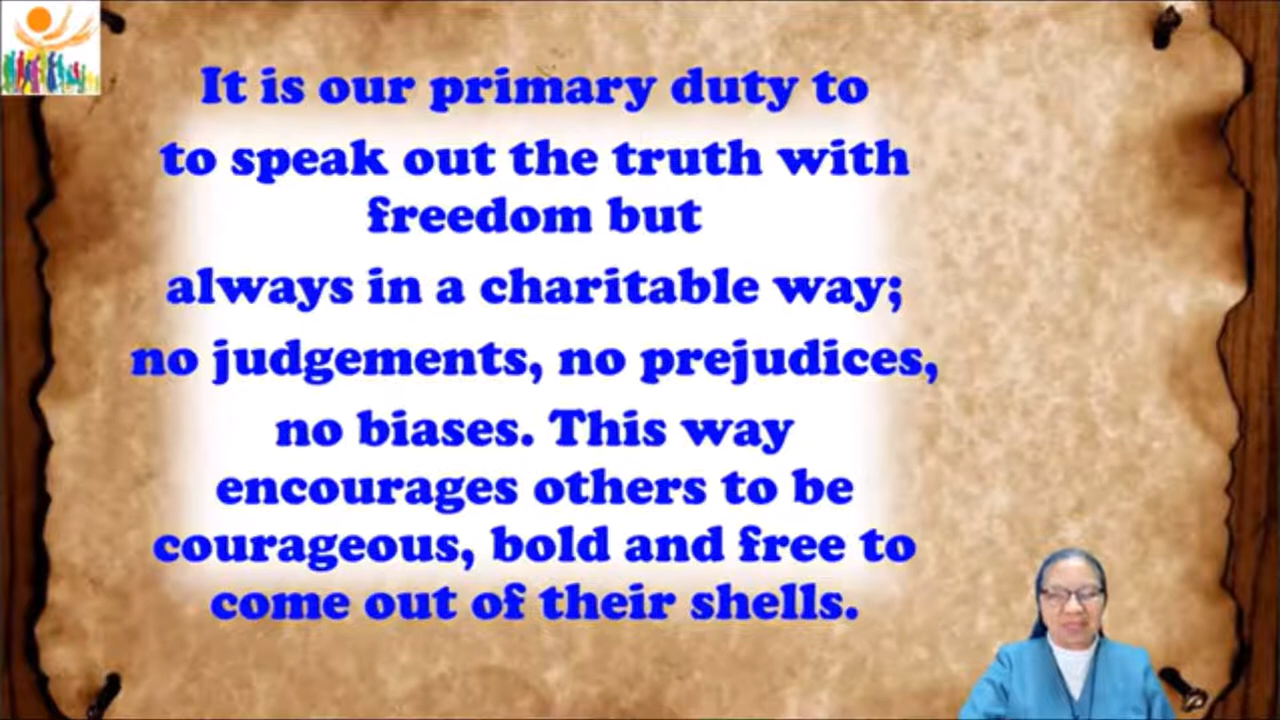 It is our primary duty to
to speak out the truth with
freedom but
always in a charitable way;
no judgements, no prejudices,
no biases. This way
encourages others to be
courageous, bold and free to
come out of their shells.